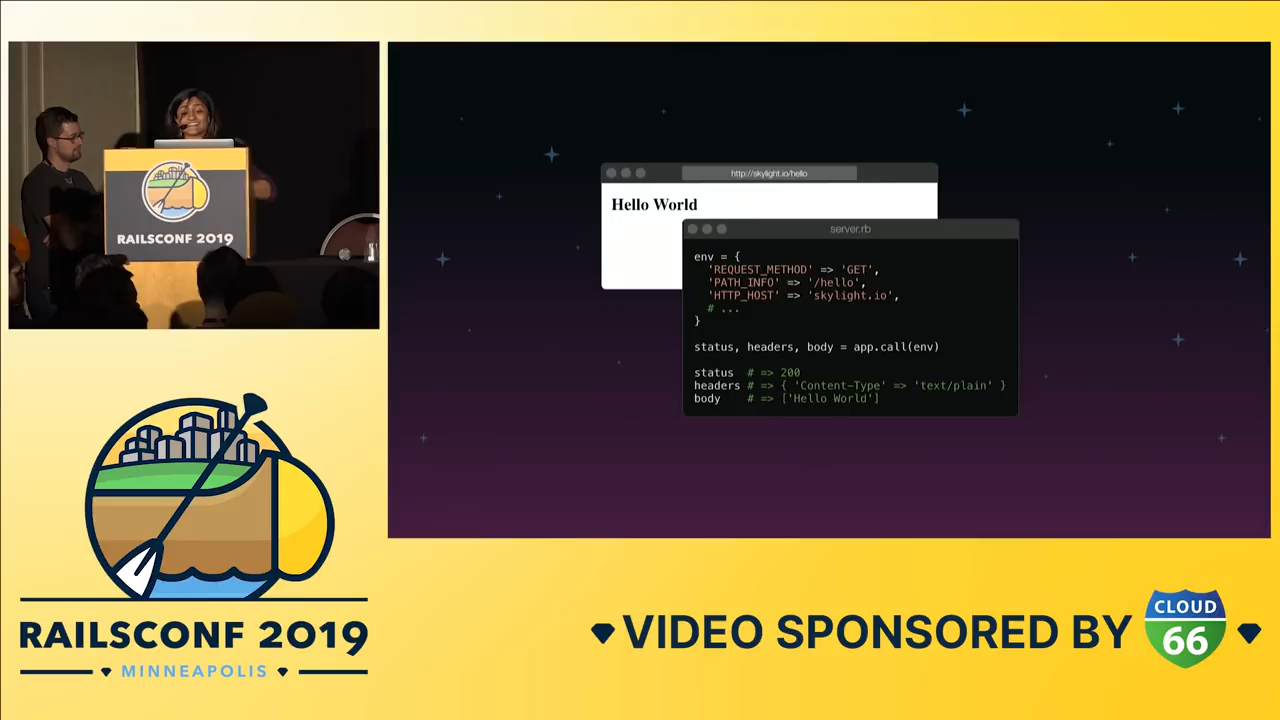 RAILSCONF 2019
http://skylight.io/hello
Hello World
server.rb
env = {
  'REQUEST_METHOD' => 'GET',
  'PATH_INFO' => '/hello',
  'HTTP_HOST' => 'skylight.io',
  # ...
}
status, headers, body = app.call(env)
status  # => 200
headers # => { 'Content-Type' => 'text/plain' }
body    # => ['Hello World']
RAILSCONF 2019
MINNEAPOLIS
VIDEO SPONSORED BY
CLOUD
66